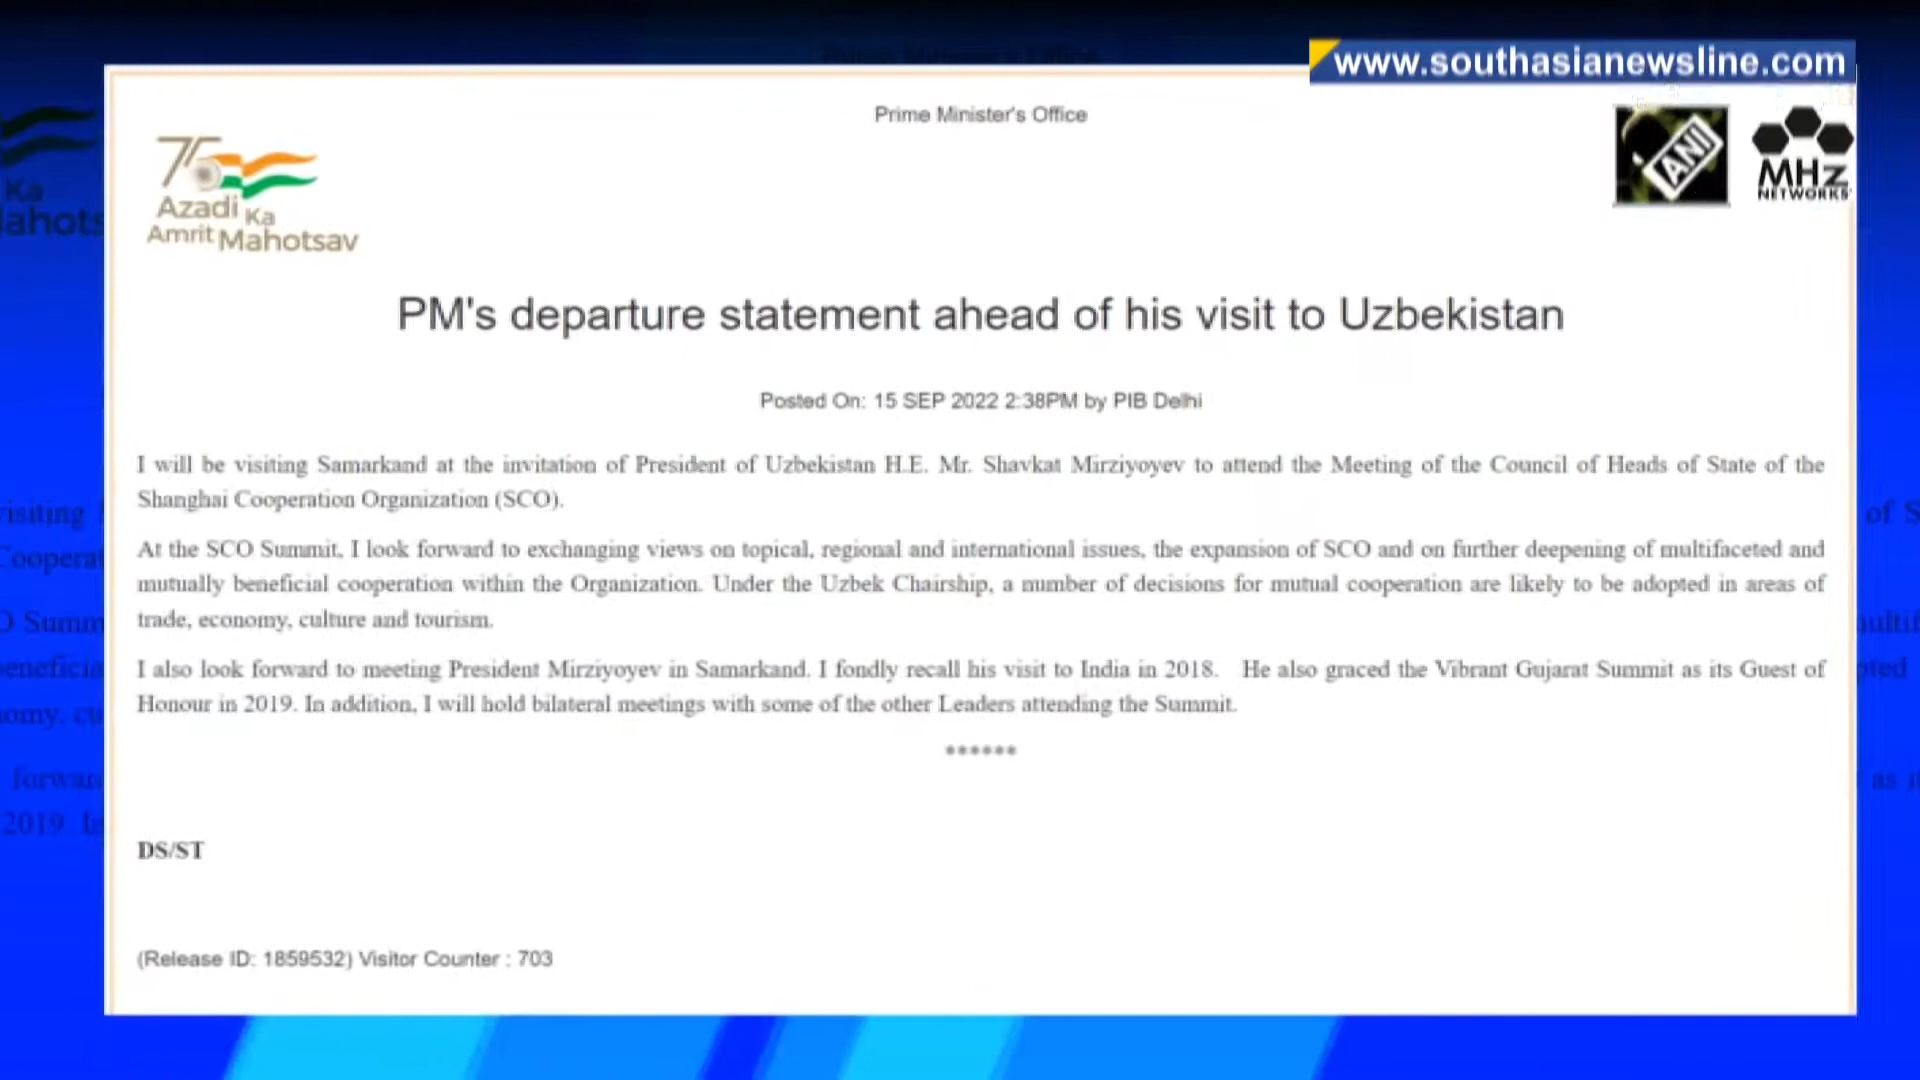 www.southasianewsline.com
Prime Minister's Office
ANI
MHz
NETWORKS
75
Azadi Ka
Amrit Mahotsav
PM's departure statement ahead of his visit to Uzbekistan
Posted On: 15 SEP 2022 2:38PM by PIB Delhi
I will be visiting Samarkand at the invitation of President of Uzbekistan H.E. Mr. Shavkat Mirziyoyev to attend the Meeting of the Council of Heads of State of the
Shanghai Cooperation Organization (SCO).
At the SCO Summit, I look forward to exchanging views on topical, regional and international issues, the expansion of SCO and on further deepening of multifaceted and
mutually beneficial cooperation within the Organization. Under the Uzbek Chairship, a number of decisions for mutual cooperation are likely to be adopted in areas of
trade, economy, culture and tourism.
I also look forward to meeting President Mirziyoyev in Samarkand. I fondly recall his visit to India in 2018. He also graced the Vibrant Gujarat Summit as its Guest of
Honour in 2019. In addition, I will hold bilateral meetings with some of the other Leaders attending the Summit.
******
DS/ST
(Release ID: 1859532) Visitor Counter : 703